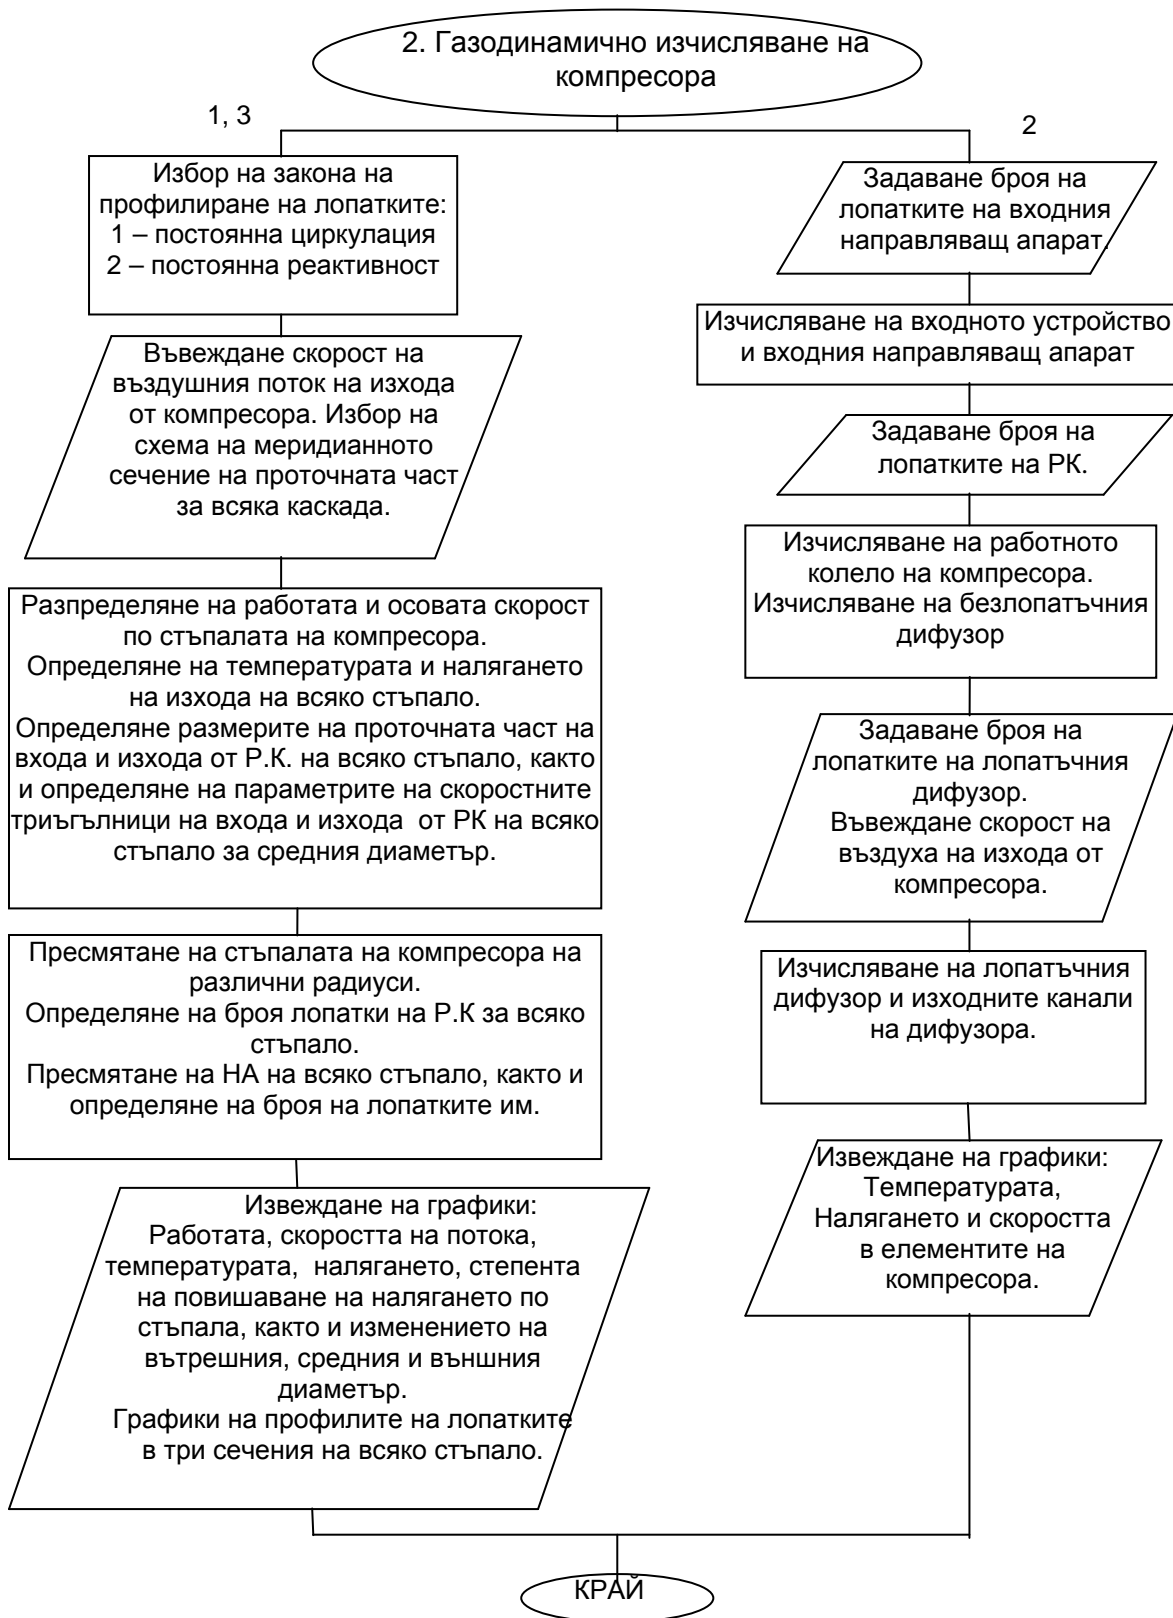 2. Газодинамично изчисляване на
компресора
1, 3
Избор на закона на
профилиране на лопатките:
1 – постоянна циркулация
2 – постоянна реактивност
Въвеждане скорост на
въздушния поток на изхода
от компресора. Избор на
схема на меридианното
сечение на проточната част
за всяка каскада.
Разпределяне на работата и осовата скорост
по стъпалата на компресора.
Определяне на температурата и налягането
на изхода на всяко стъпало.
Определяне размерите на проточната част на
входа и изхода от Р.К. на всяко стъпало, както
и определяне на параметрите на скоростните
триъгълници на входа и изхода от РК на всяко
стъпало за средния диаметър.
Пресмятане на стъпалата на компресора на
различни радиуси.
Определяне на броя лопатки на Р.К за всяко
стъпало.
Пресмятане на НА на всяко стъпало, както и
определяне на броя на лопатките им.
Извеждане на графики:
Работата, скоростта на потока,
температурата, налягането, степента
на повишаване на налягането по
стъпала, както и изменението на
вътрешния, средния и външния
диаметър.
Графики на профилите на лопатките
в три сечения на всяко стъпало.
2
Задаване броя на
лопатките на входния
направляващ апарат.
Изчисляване на входното устройство
и входния направляващ апарат
Задаване броя на
лопатките на РК.
Изчисляване на работното
колело на компресора.
Изчисляване на безлопатъчния
дифузор
Задаване броя на
лопатките на лопатъчния
дифузор.
Въвеждане скорост на
въздуха на изхода от
компресора.
Изчисляване на лопатъчния
дифузор и изходните канали
на дифузора.
Извеждане на графики:
Температурата,
Налягането и скоростта
в елементите на
компресора.
КРАЙ